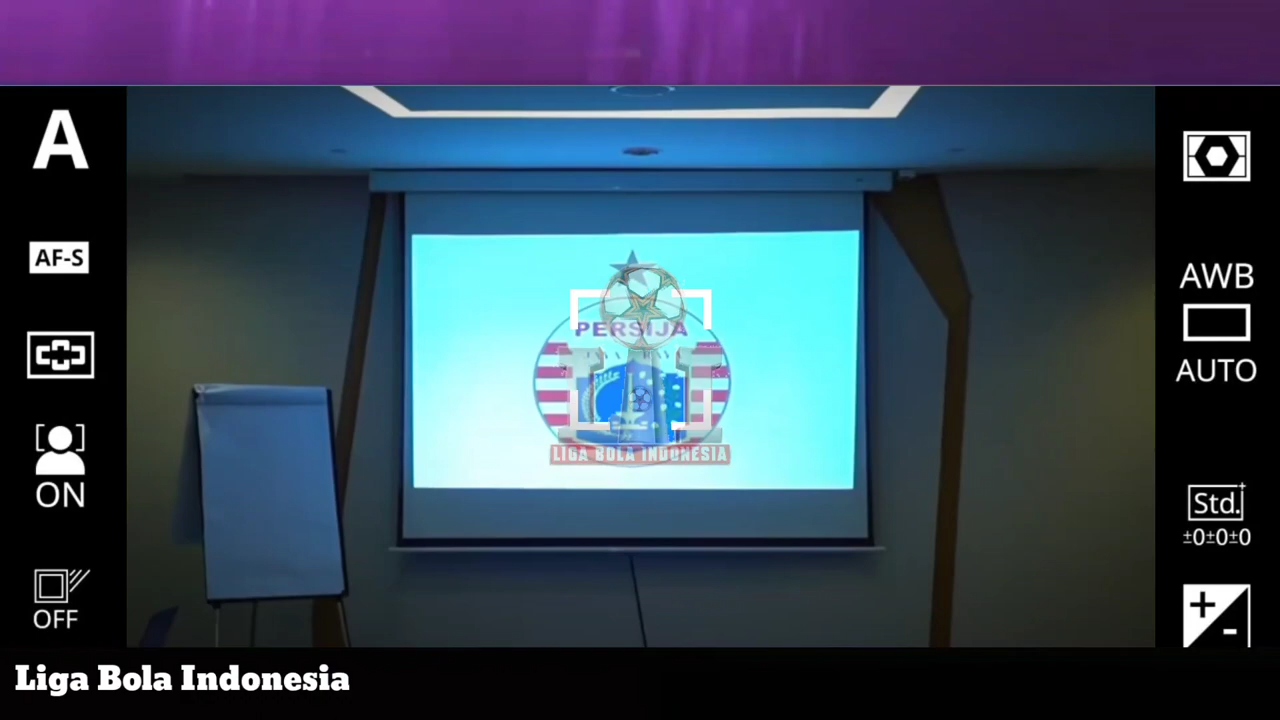 A
AF-S
ON
OFF
PERSIJA
LIGA BOLA INDONESIA
AWB
AUTO
Std.
±0±0±0
Liga Bola Indonesia